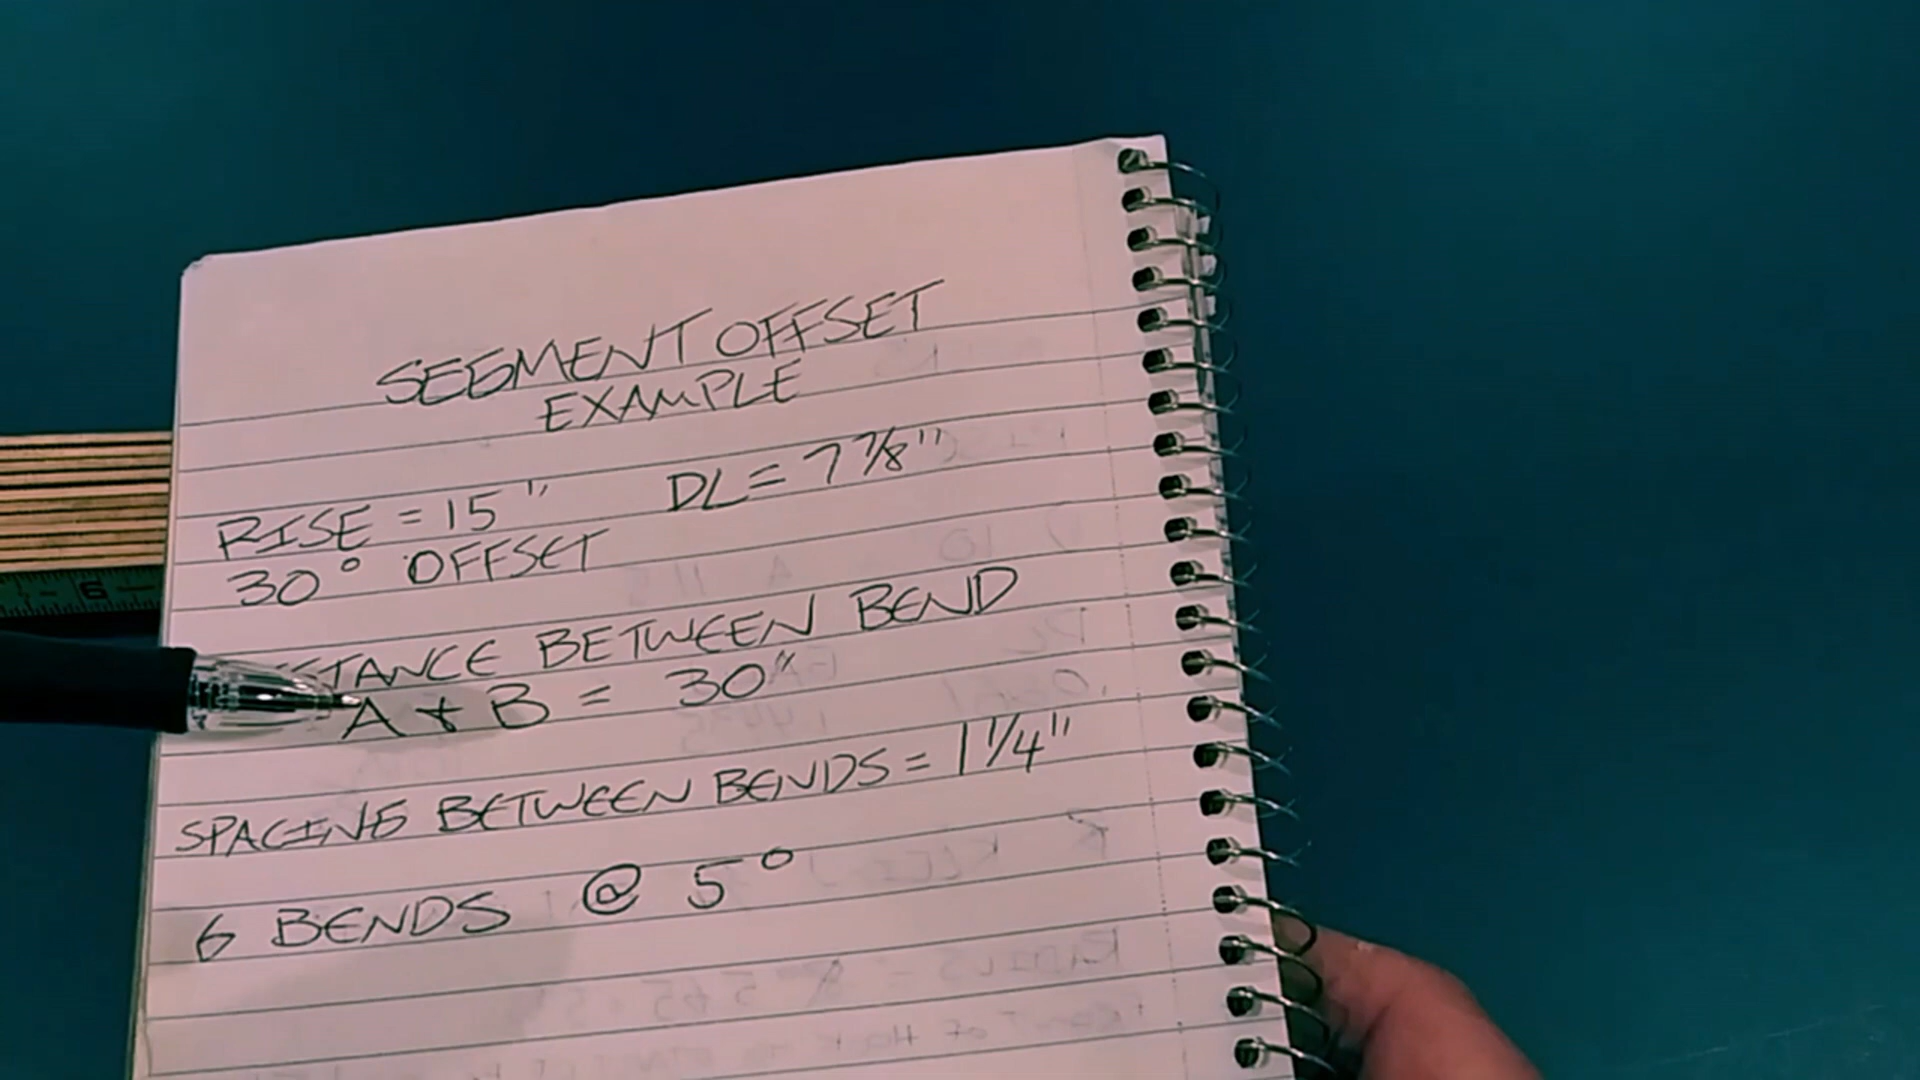 SEGMENT OFFSET
EXAMPLE
RISE = 15" DL = 7 7/8"
30° OFFSET
BETWEEN BEND
A & B = 30"
SPACING BETWEEN BENDS = 1 1/4"
6 BENDS @ 5°
6